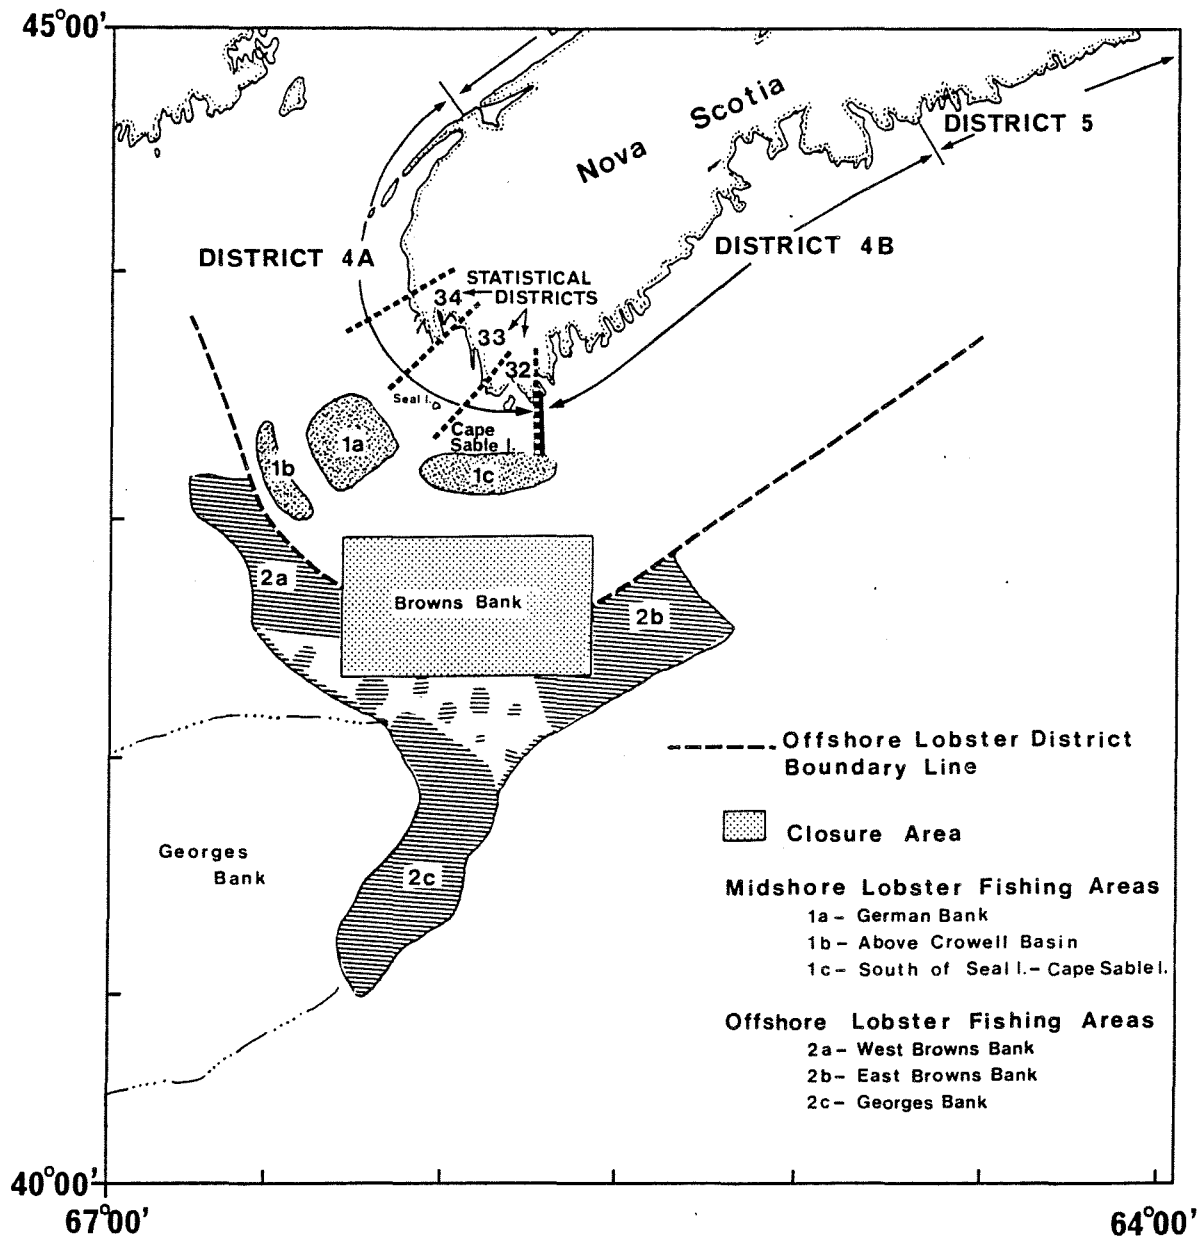 45°00'
Nova Scotia
DISTRICT 5
DISTRICT 4A
DISTRICT 4B
STATISTICAL
DISTRICTS
34
33
32
Seal I.
Cape
Sable I.
1a
1b
1c
2a
Browns Bank
2b
Offshore Lobster District
Boundary Line
Closure Area
Georges
Bank
2c
Midshore Lobster Fishing Areas
1a- German Bank
1b- Above Crowell Basin
1c- South of Seal I.- Cape Sable I.
Offshore Lobster Fishing Areas
2a- West Browns Bank
2b- East Browns Bank
2c- Georges Bank
40°00'
67°00'
64°00'